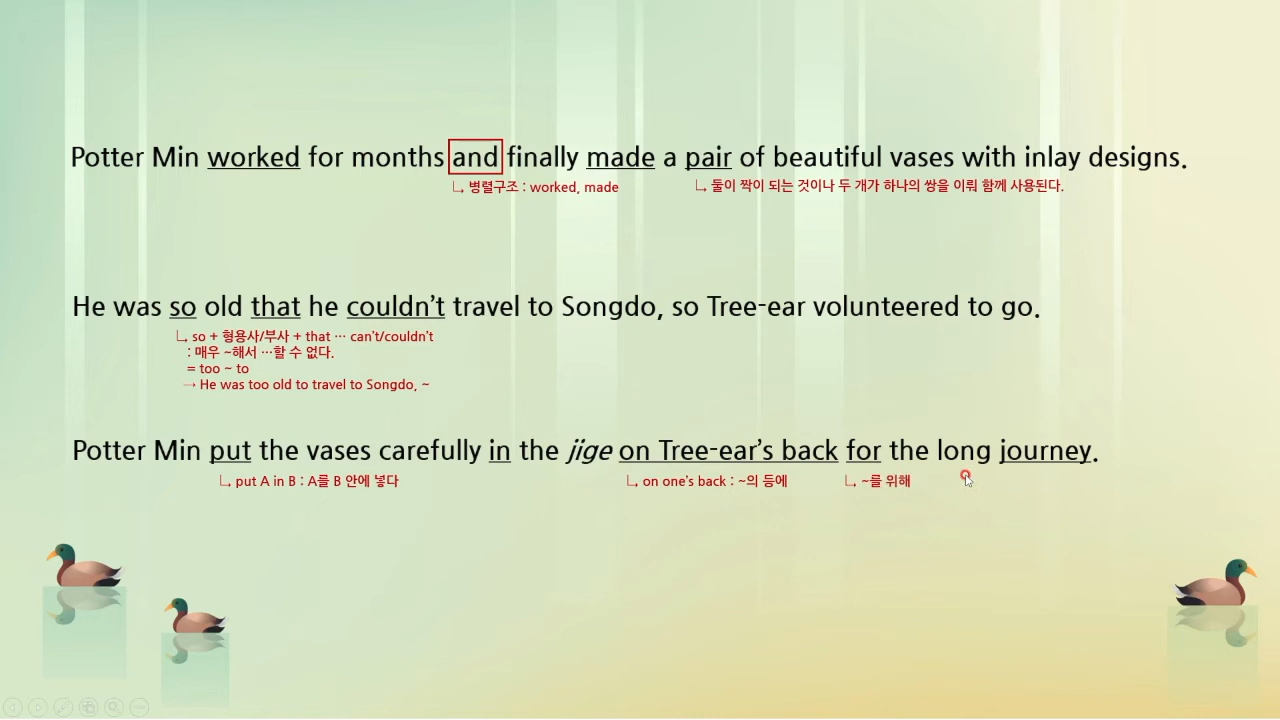 Potter Min worked for months and finally made a pair of beautiful vases with inlay designs.
↳ 병렬구조 : worked, made
↳ 둘이 짝이 되는 것이나 두 개가 하나의 쌍을 이뤄 함께 사용된다.
He was so old that he couldn't travel to Songdo, so Tree-ear volunteered to go.
↳ so + 형용사/부사 + that … can't/couldn't
: 매우 ~해서 …할 수 없다.
= too ~ to
→ He was too old to travel to Songdo, ~
Potter Min put the vases carefully in the jige on Tree-ear's back for the long journey.
↳ put A in B : A를 B 안에 넣다
↳ on one's back : ~의 등에
↳ ~를 위해